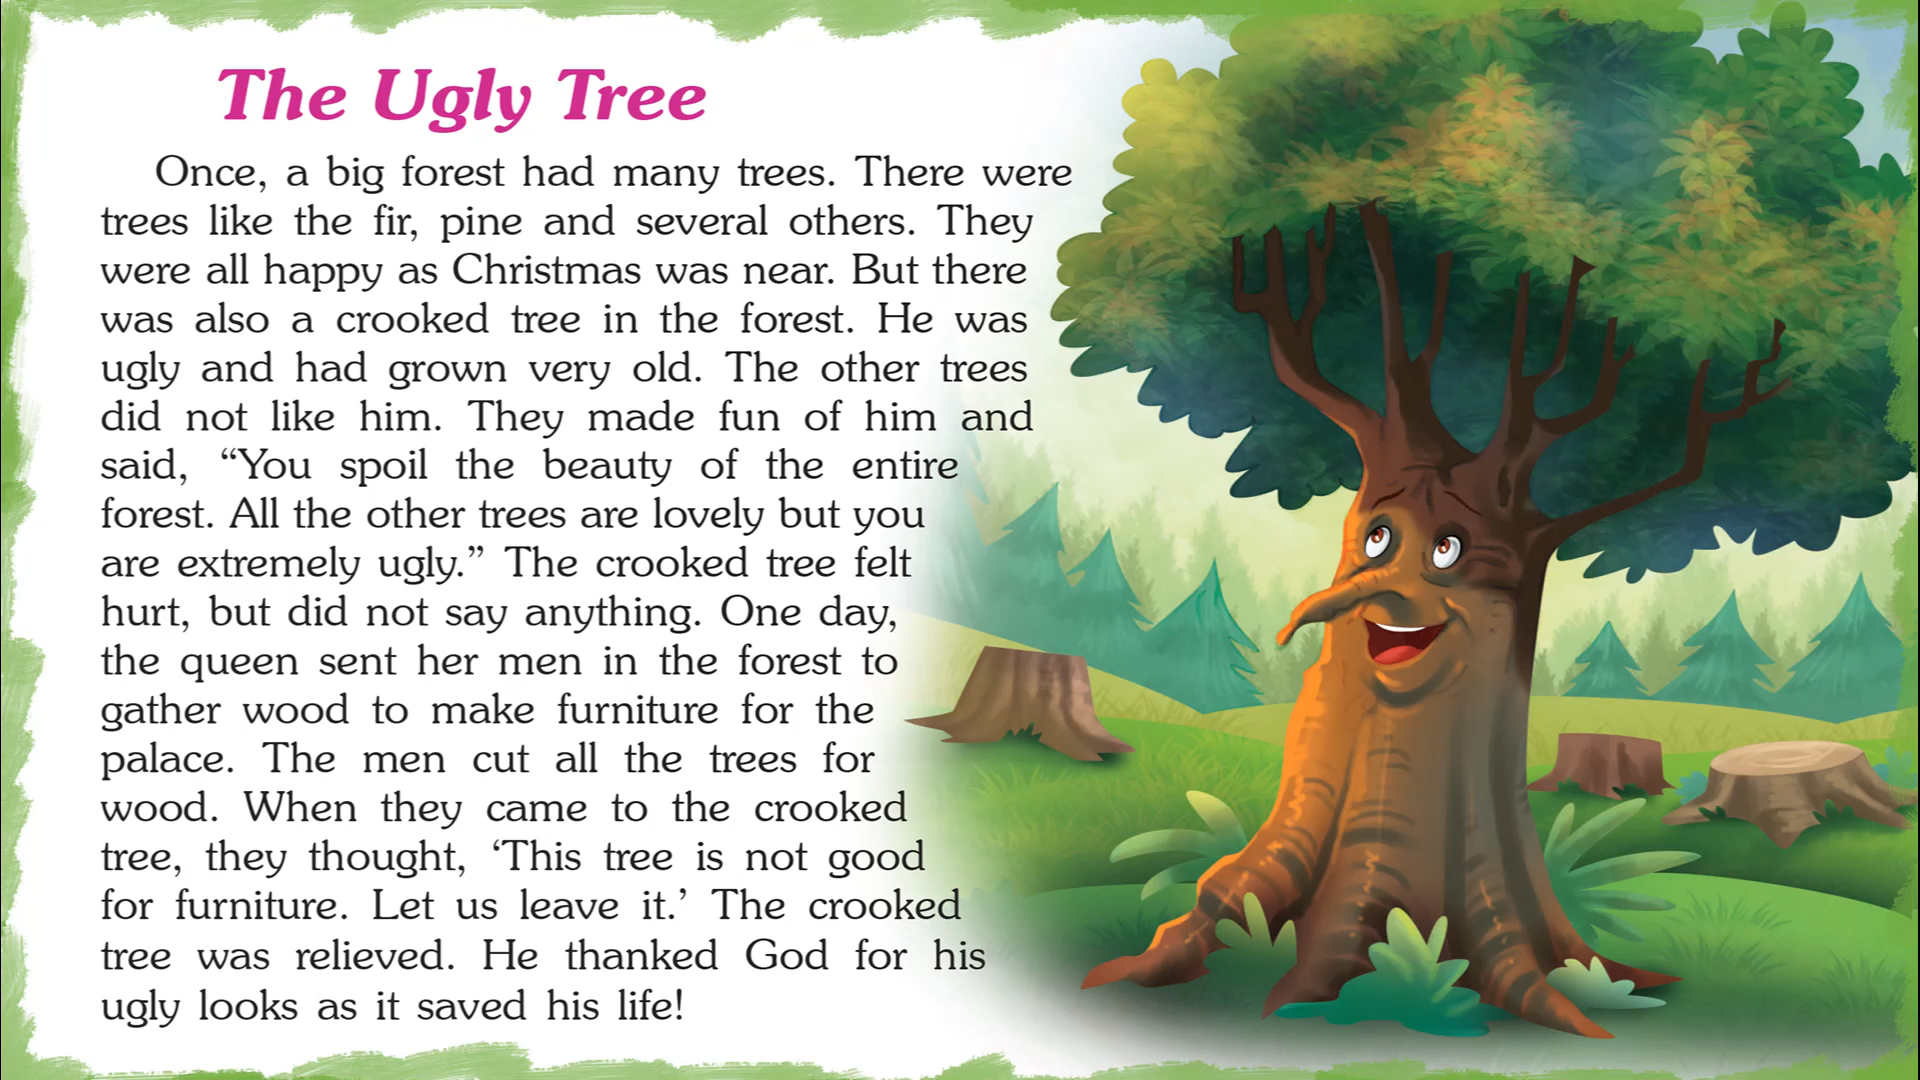 The Ugly Tree
Once, a big forest had many trees. There were
trees like the fir, pine and several others. They
were all happy as Christmas was near. But there
was also a crooked tree in the forest. He was
ugly and had grown very old. The other trees
did not like him. They made fun of him and
said, “You spoil the beauty of the entire
forest. All the other trees are lovely but you
are extremely ugly.” The crooked tree felt
hurt, but did not say anything. One day,
the queen sent her men in the forest to
gather wood to make furniture for the
palace. The men cut all the trees for
wood. When they came to the crooked
tree, they thought, ‘This tree is not good
for furniture. Let us leave it.’ The crooked
tree was relieved. He thanked God for his
ugly looks as it saved his life!